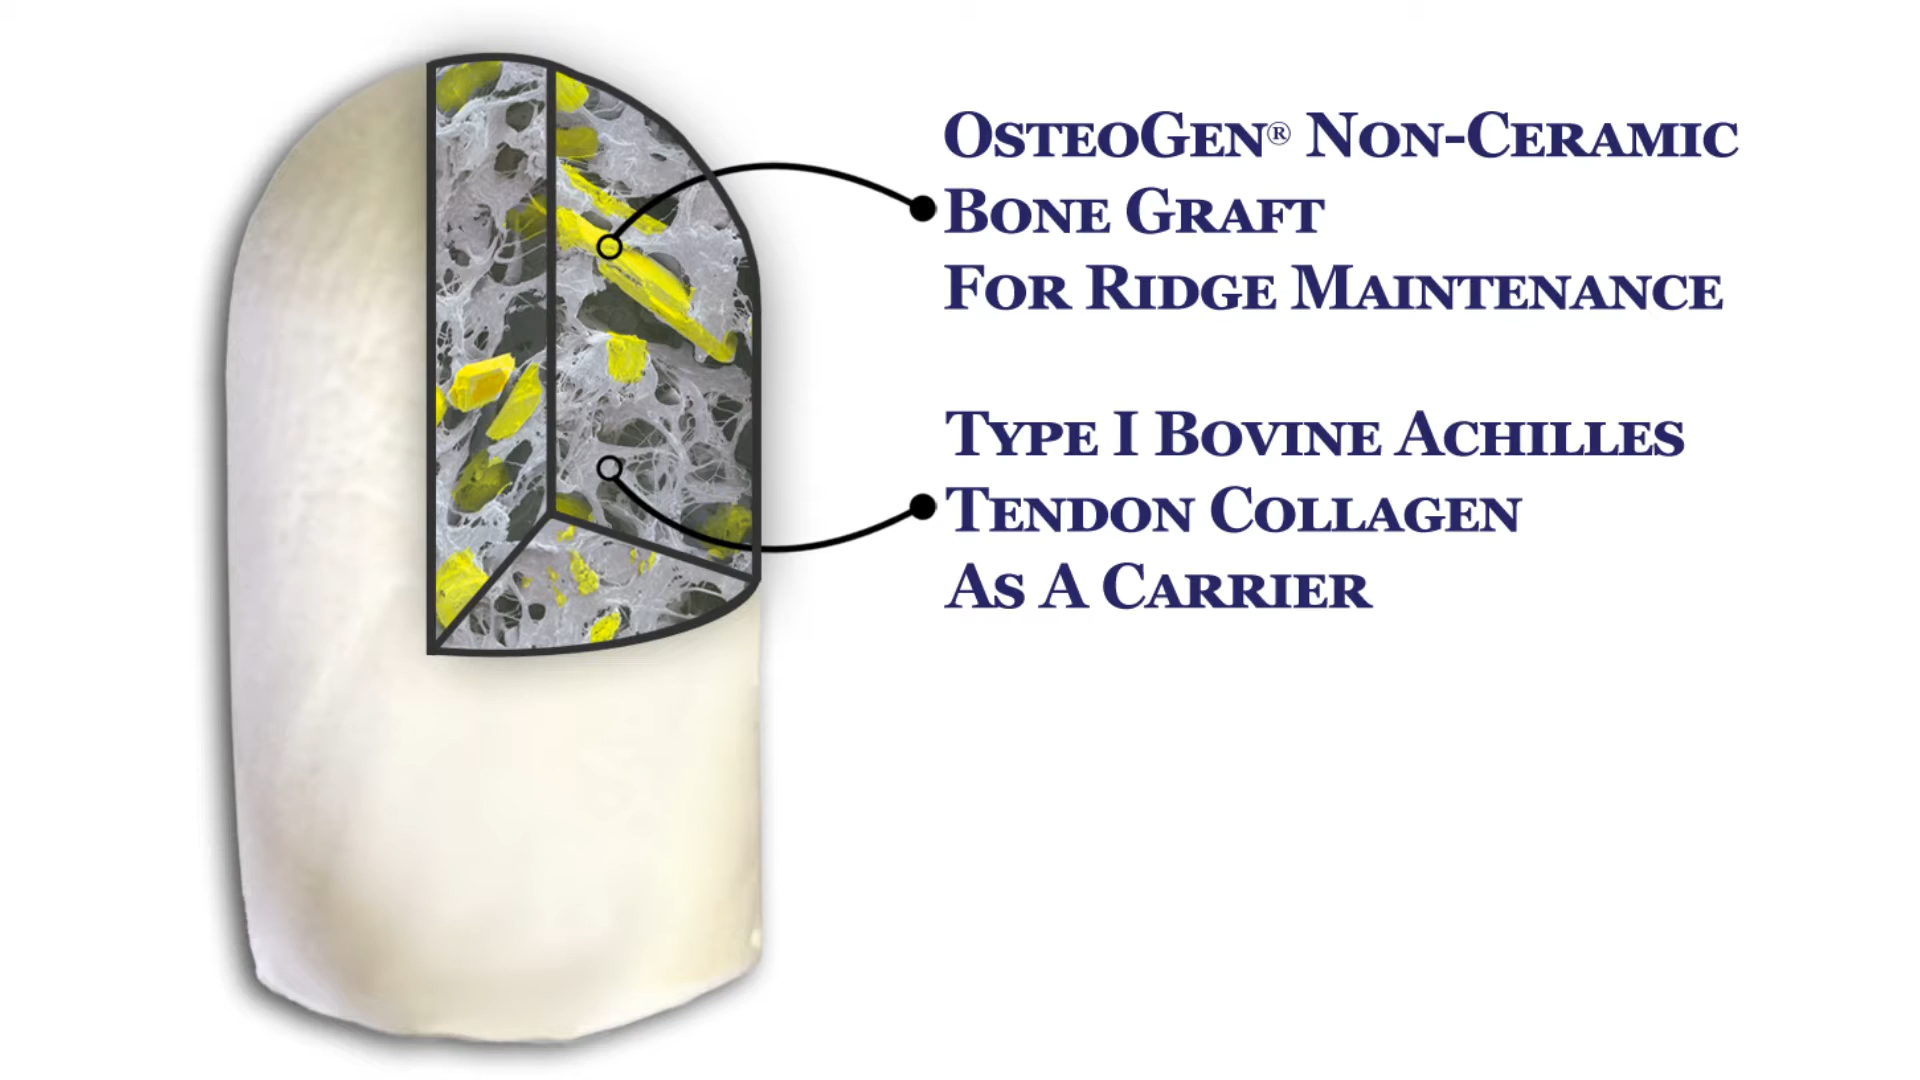 OsteoGen® Non-Ceramic
Bone Graft
For Ridge Maintenance
Type I Bovine Achilles
Tendon Collagen
As A Carrier